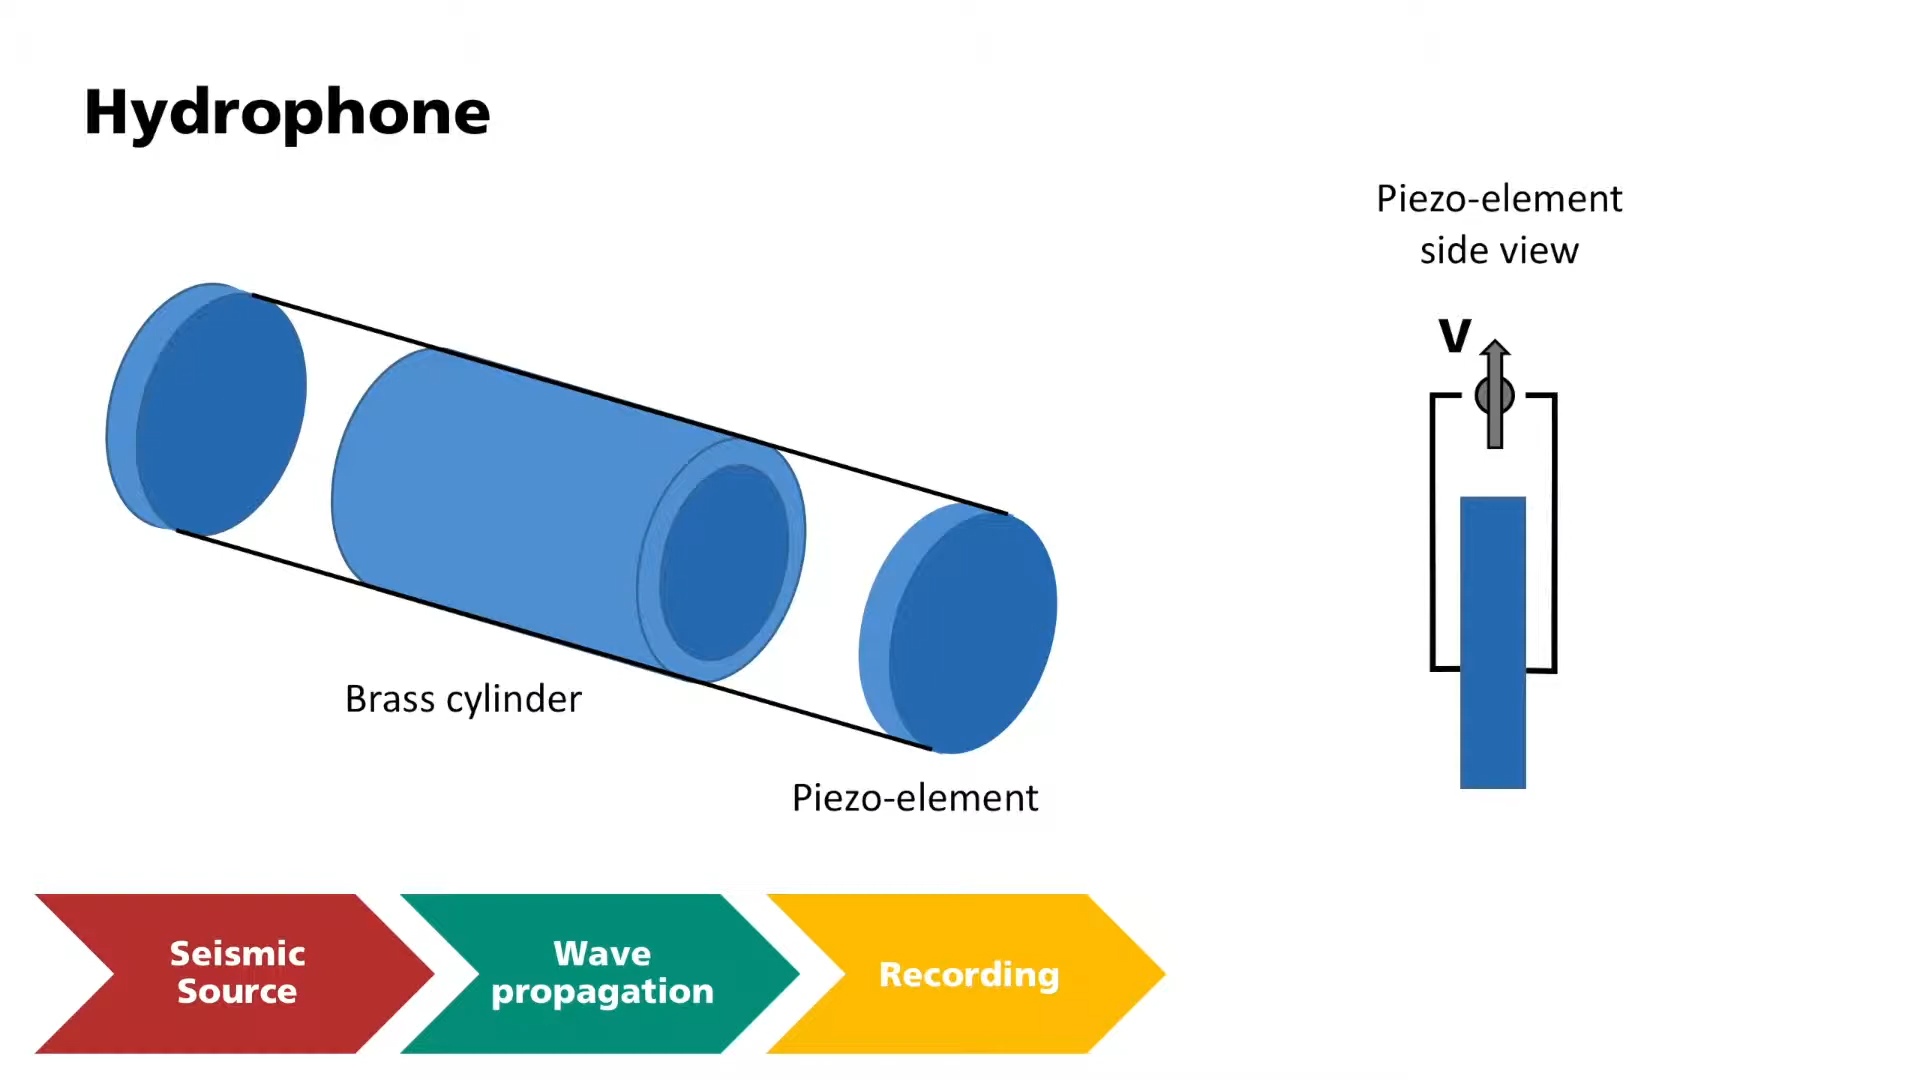 Hydrophone
Piezo-element
side view
V
Brass cylinder
Piezo-element
Seismic
Source
Wave
propagation
Recording